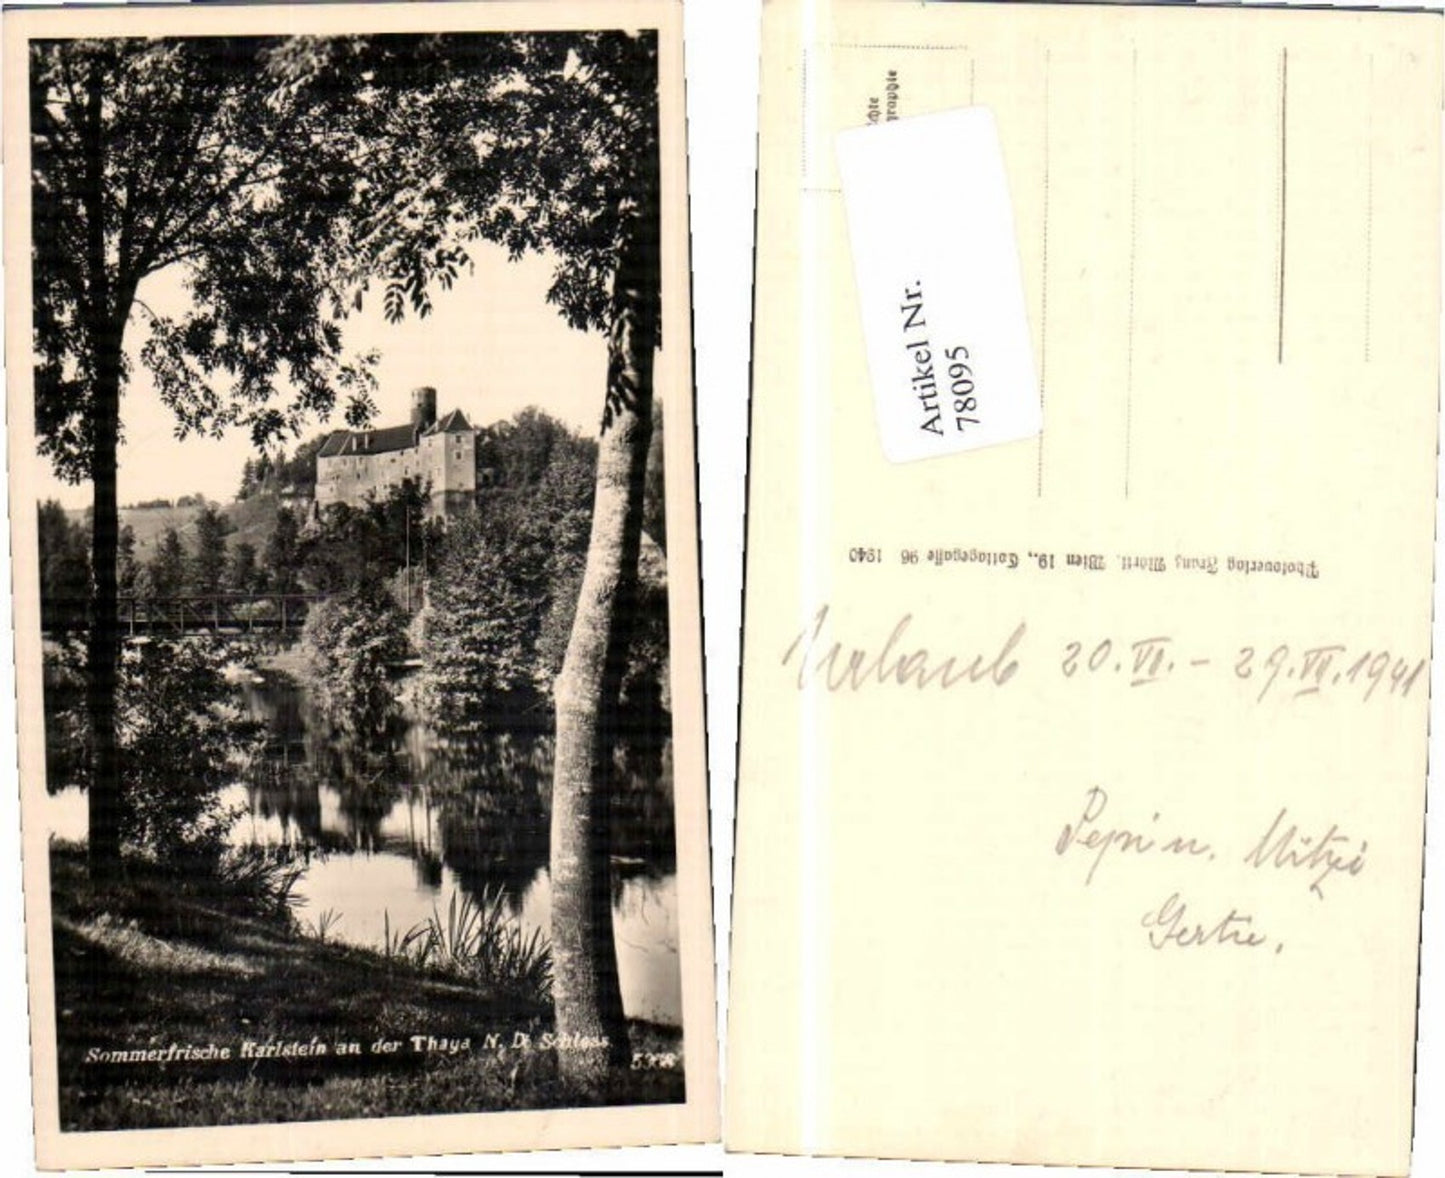 Sommerfrische Karlstein an der Thaya N. D. Schloss
Artikel Nr.
78095
Photoverlag Franz Mörtl, Wien 19., Cottagegasse 96 1940
Urlaub 20. VI. - 29. VI. 1941
Pepi u. Mitzi
Gertie.